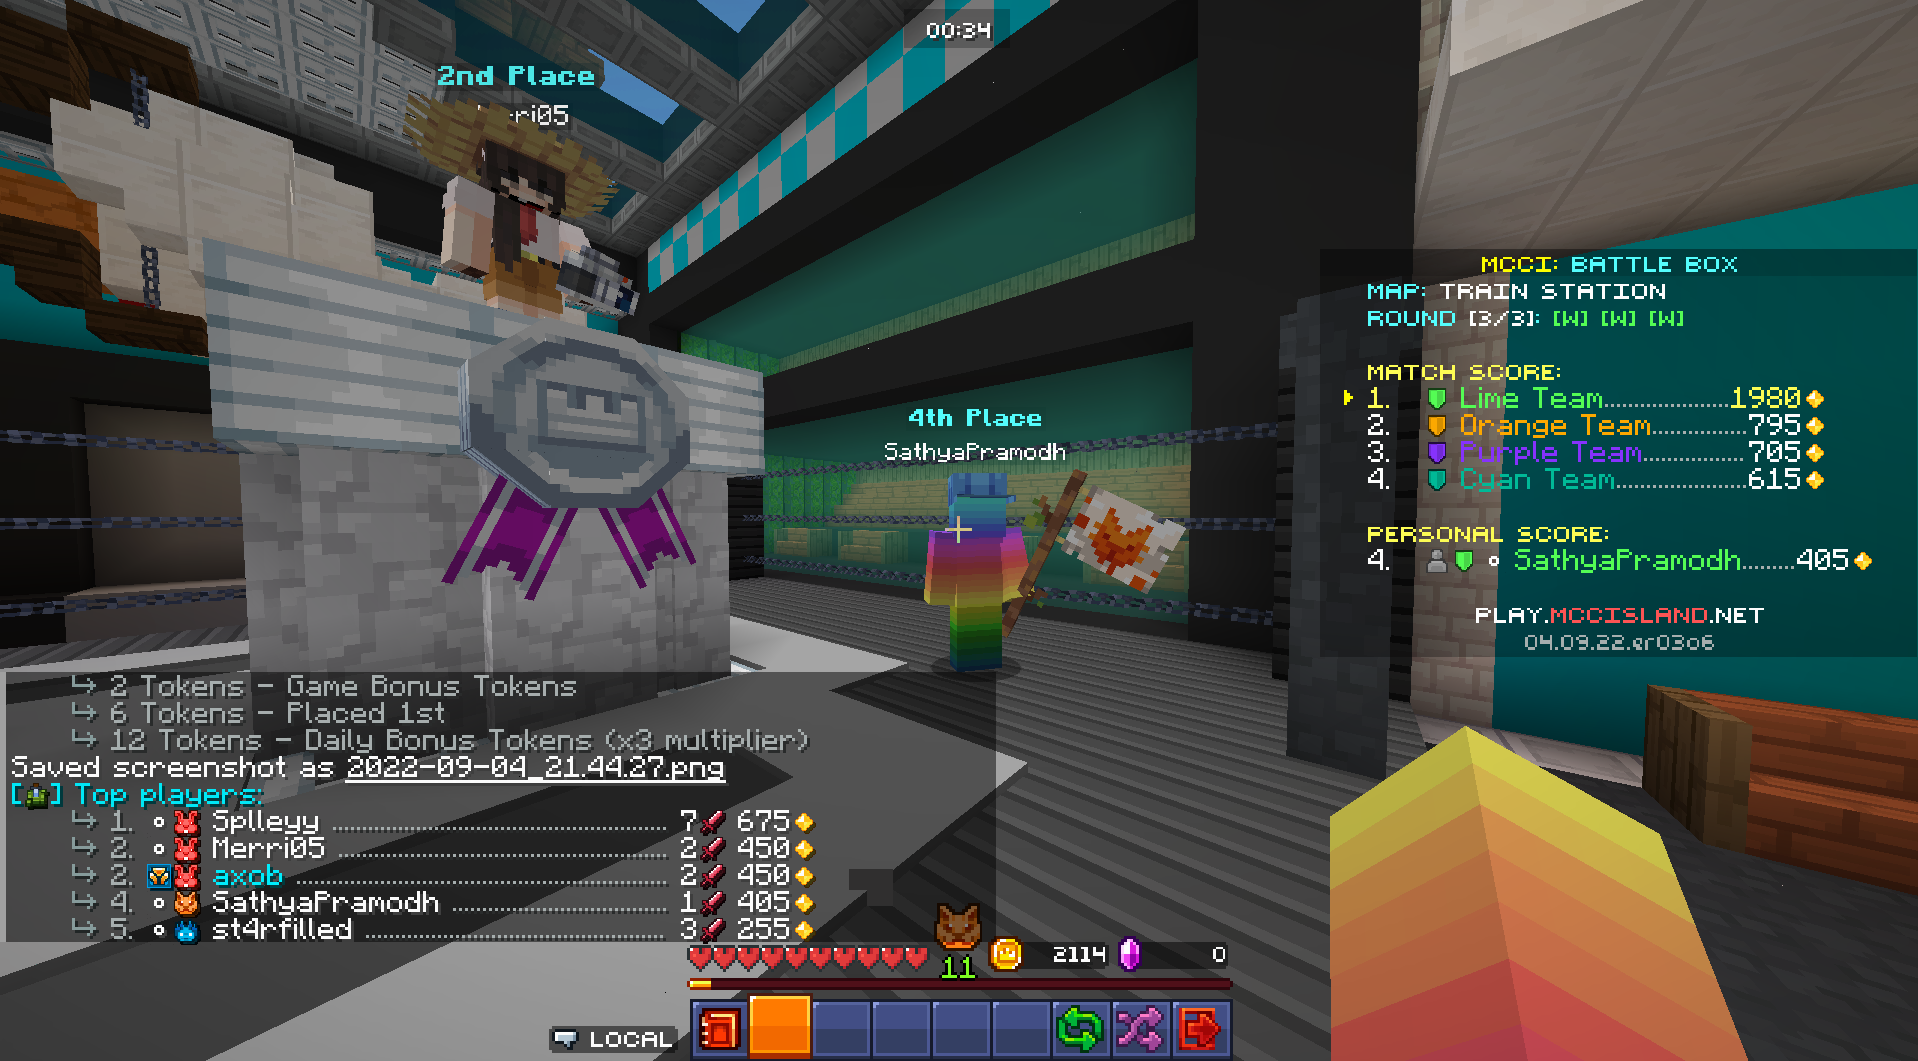 00:34
2nd Place
ri05
4th Place
SathyaPramodh
MCCI: BATTLE BOX
MAP: TRAIN STATION
ROUND [3/3]: [W] [W] [W]
MATCH SCORE:
1. Lime Team..................1980
2. Orange Team..............795
3. Purple Team...............705
4. Cyan Team...................615
PERSONAL SCORE:
4. SathyaPramodh........405
PLAY.MCCISLAND.NET
04.09.22.er03o6
2 Tokens - Game Bonus Tokens
6 Tokens - Placed 1st
12 Tokens - Daily Bonus Tokens (x3 multiplier)
Saved screenshot as 2022-09-04_21.44.27.png
[ ] Top players:
1. Splleyy ............................................................ 7 675
2. Merri05 ........................................................... 2 450
2. axob ................................................................. 2 450
4. SathyaPramodh ...................................... 1 405
5. st4rfilled ...................................................... 3 255
11
2114
0
LOCAL